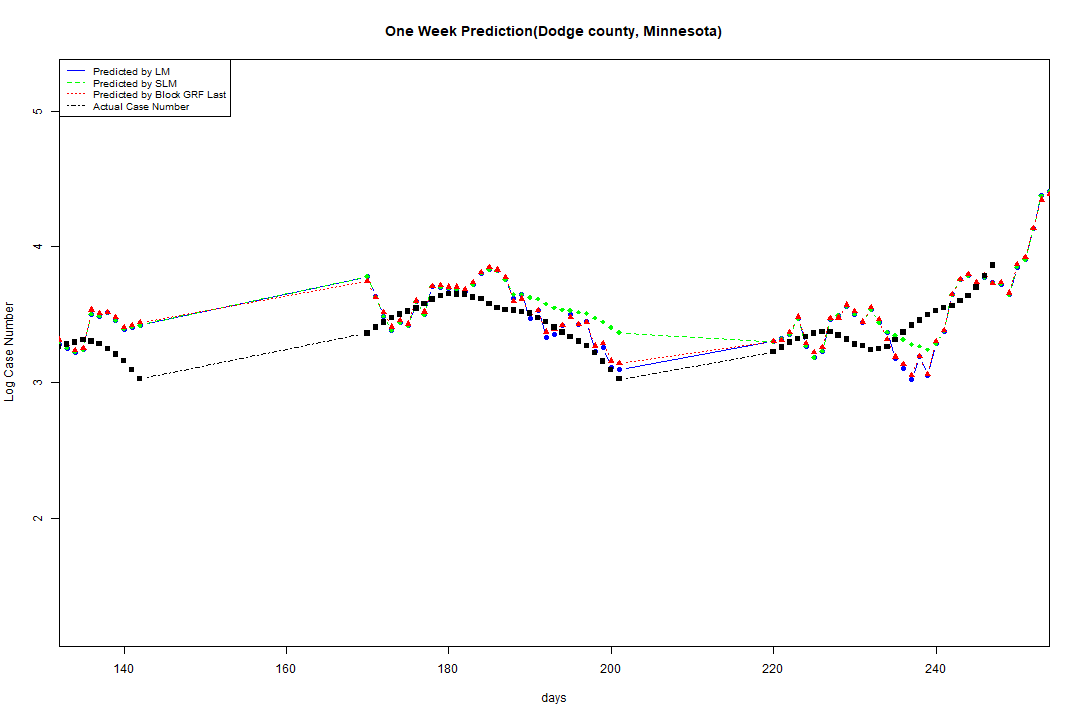 One Week Prediction(Dodge county, Minnesota)
Predicted by LM
Predicted by SLM
Predicted by Block GRF Last
Actual Case Number
5
4
3
2
Log Case Number
140 160 180 200 220 240
days